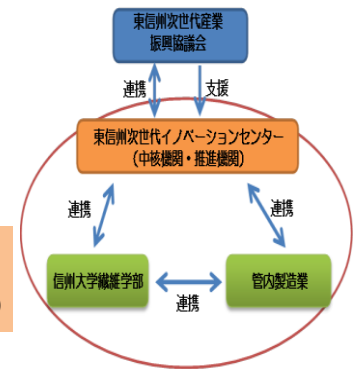 東信州次世代産業
振興協議会
連携
支援
東信州次世代イノベーションセンター
(中核機関・推進機関)
連携
連携
信州大学繊維学部
管内製造業
連携